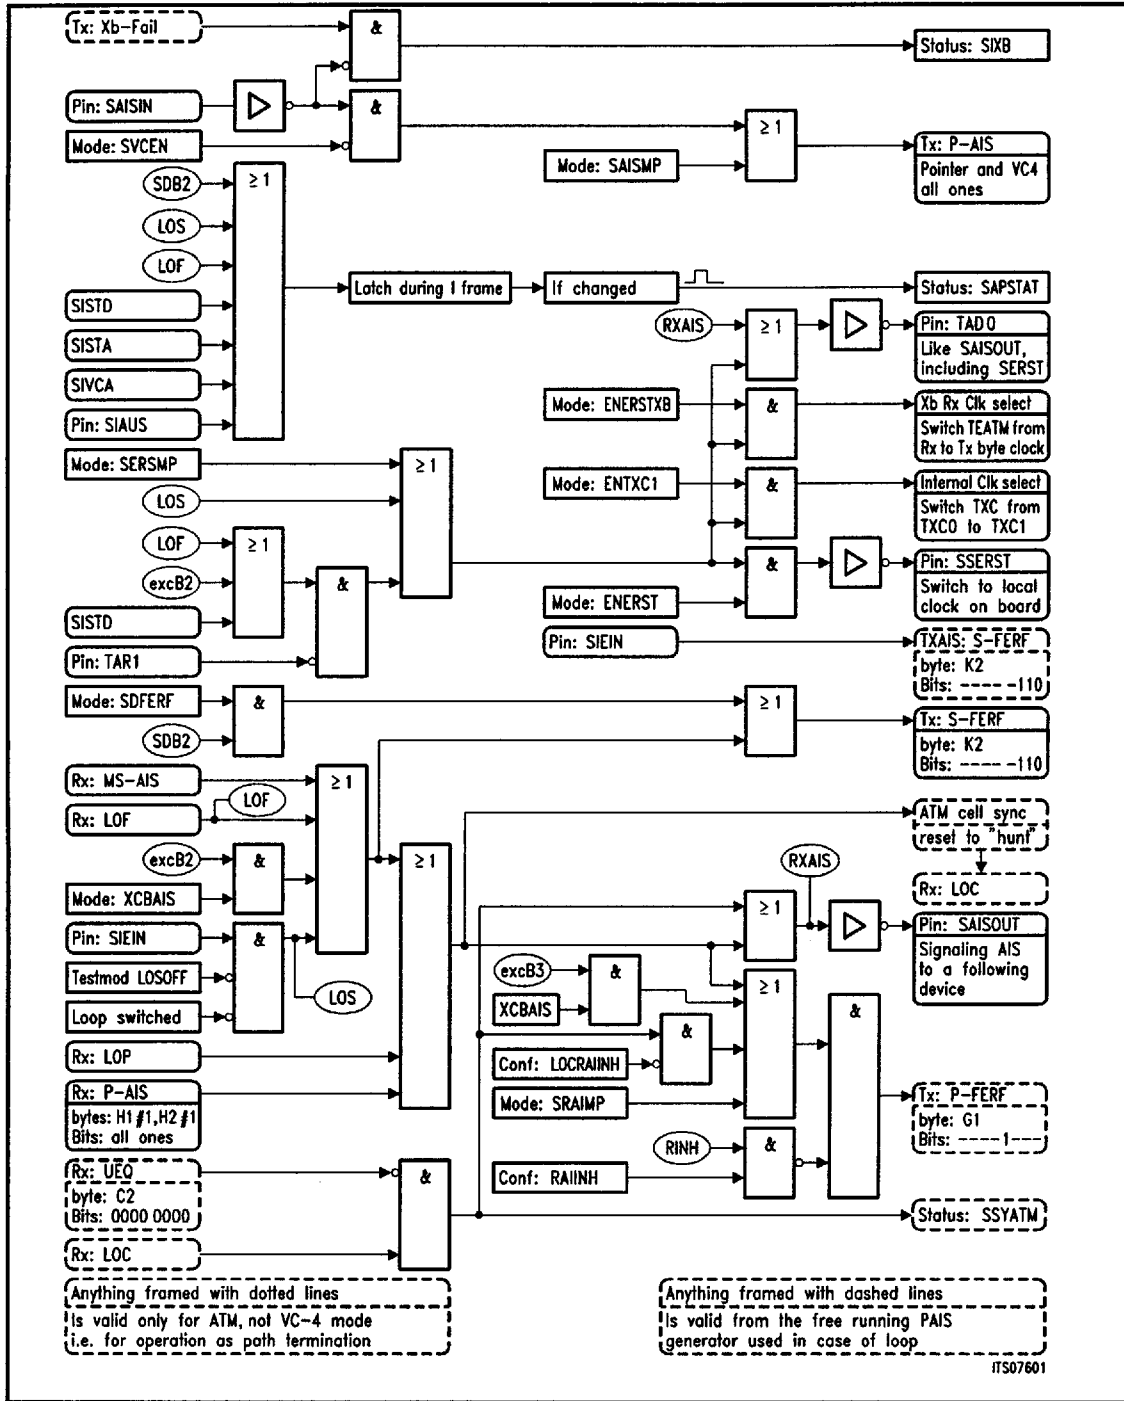 Tx: Xb-Fail
&
Status: SIXB
Pin: SAISIN
&
≥ 1
Mode: SVCEN
Tx: P-AIS
Pointer and VC4
all ones
Mode: SAISMP
SDB2
≥ 1
LOS
LOF
Latch during 1 frame
If changed
Status: SAPSTAT
SISTD
RXAIS
≥ 1
Pin: TAD0
Like SAISOUT,
including SERST
SISTA
SIVCA
Mode: ENERSTXB
&
Xb Rx Clk select
Switch TEATM from
Rx to Tx byte clock
Pin: SIAUS
Mode: SERSMP
≥ 1
Mode: ENTXC1
&
Internal Clk select
Switch TXC from
TXC0 to TXC1
LOS
LOF
≥ 1
&
Pin: SSERST
Switch to local
clock on board
excB2
&
Mode: ENERST
SISTD
Pin: SIEIN
TXAIS: S-FERF
byte: K2
Bits: ---- -110
Pin: TAR1
Mode: SDFERF
&
≥ 1
Tx: S-FERF
byte: K2
Bits: ---- -110
SDB2
Rx: MS-AIS
≥ 1
LOF
Rx: LOF
ATM cell sync
reset to "hunt"
excB2
&
≥ 1
RXAIS
Rx: LOC
Mode: XCBAIS
≥ 1
Pin: SIEIN
&
Pin: SAISOUT
Signaling AIS
to a following
device
Testmod LOSOFF
LOS
excB3
&
≥ 1
&
Loop switched
XCBAIS
&
Rx: LOP
Conf: LOCRAIINH
Rx: P-AIS
bytes: H1 #1, H2 #1
Bits: all ones
Mode: SRAIMP
Tx: P-FERF
byte: G1
Bits: ----1---
RINH
&
Rx: UEQ
byte: C2
Bits: 0000 0000
&
Conf: RAIINH
Status: SSYATM
Rx: LOC
Anything framed with dotted lines
Is valid only for ATM, not VC-4 mode
i.e. for operation as path termination
Anything framed with dashed lines
Is valid from the free running PAIS
generator used in case of loop
ITS07601